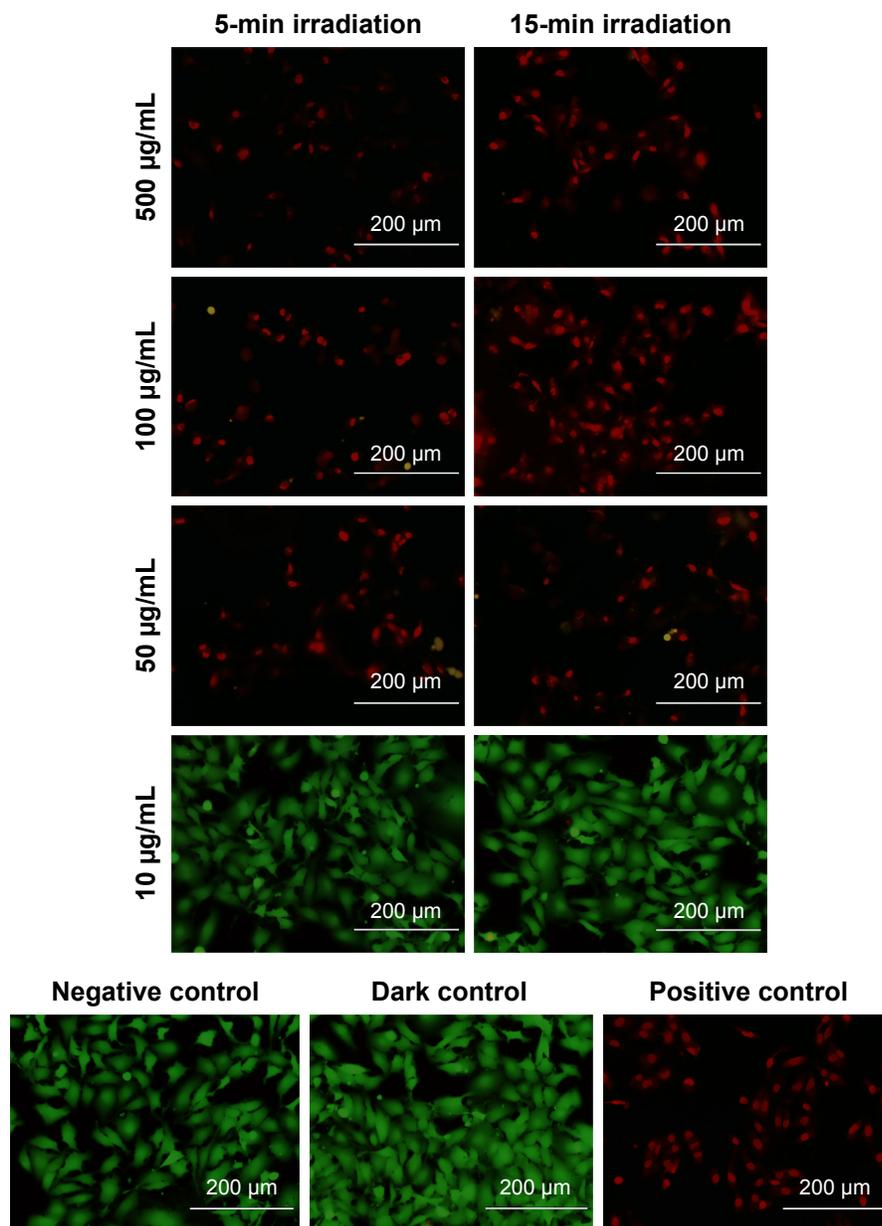 5-min irradiation 15-min irradiation
500 µg/mL
200 µm 200 µm
100 µg/mL
200 µm 200 µm
50 µg/mL
200 µm 200 µm
10 µg/mL
200 µm 200 µm
Negative control Dark control Positive control
200 µm 200 µm 200 µm